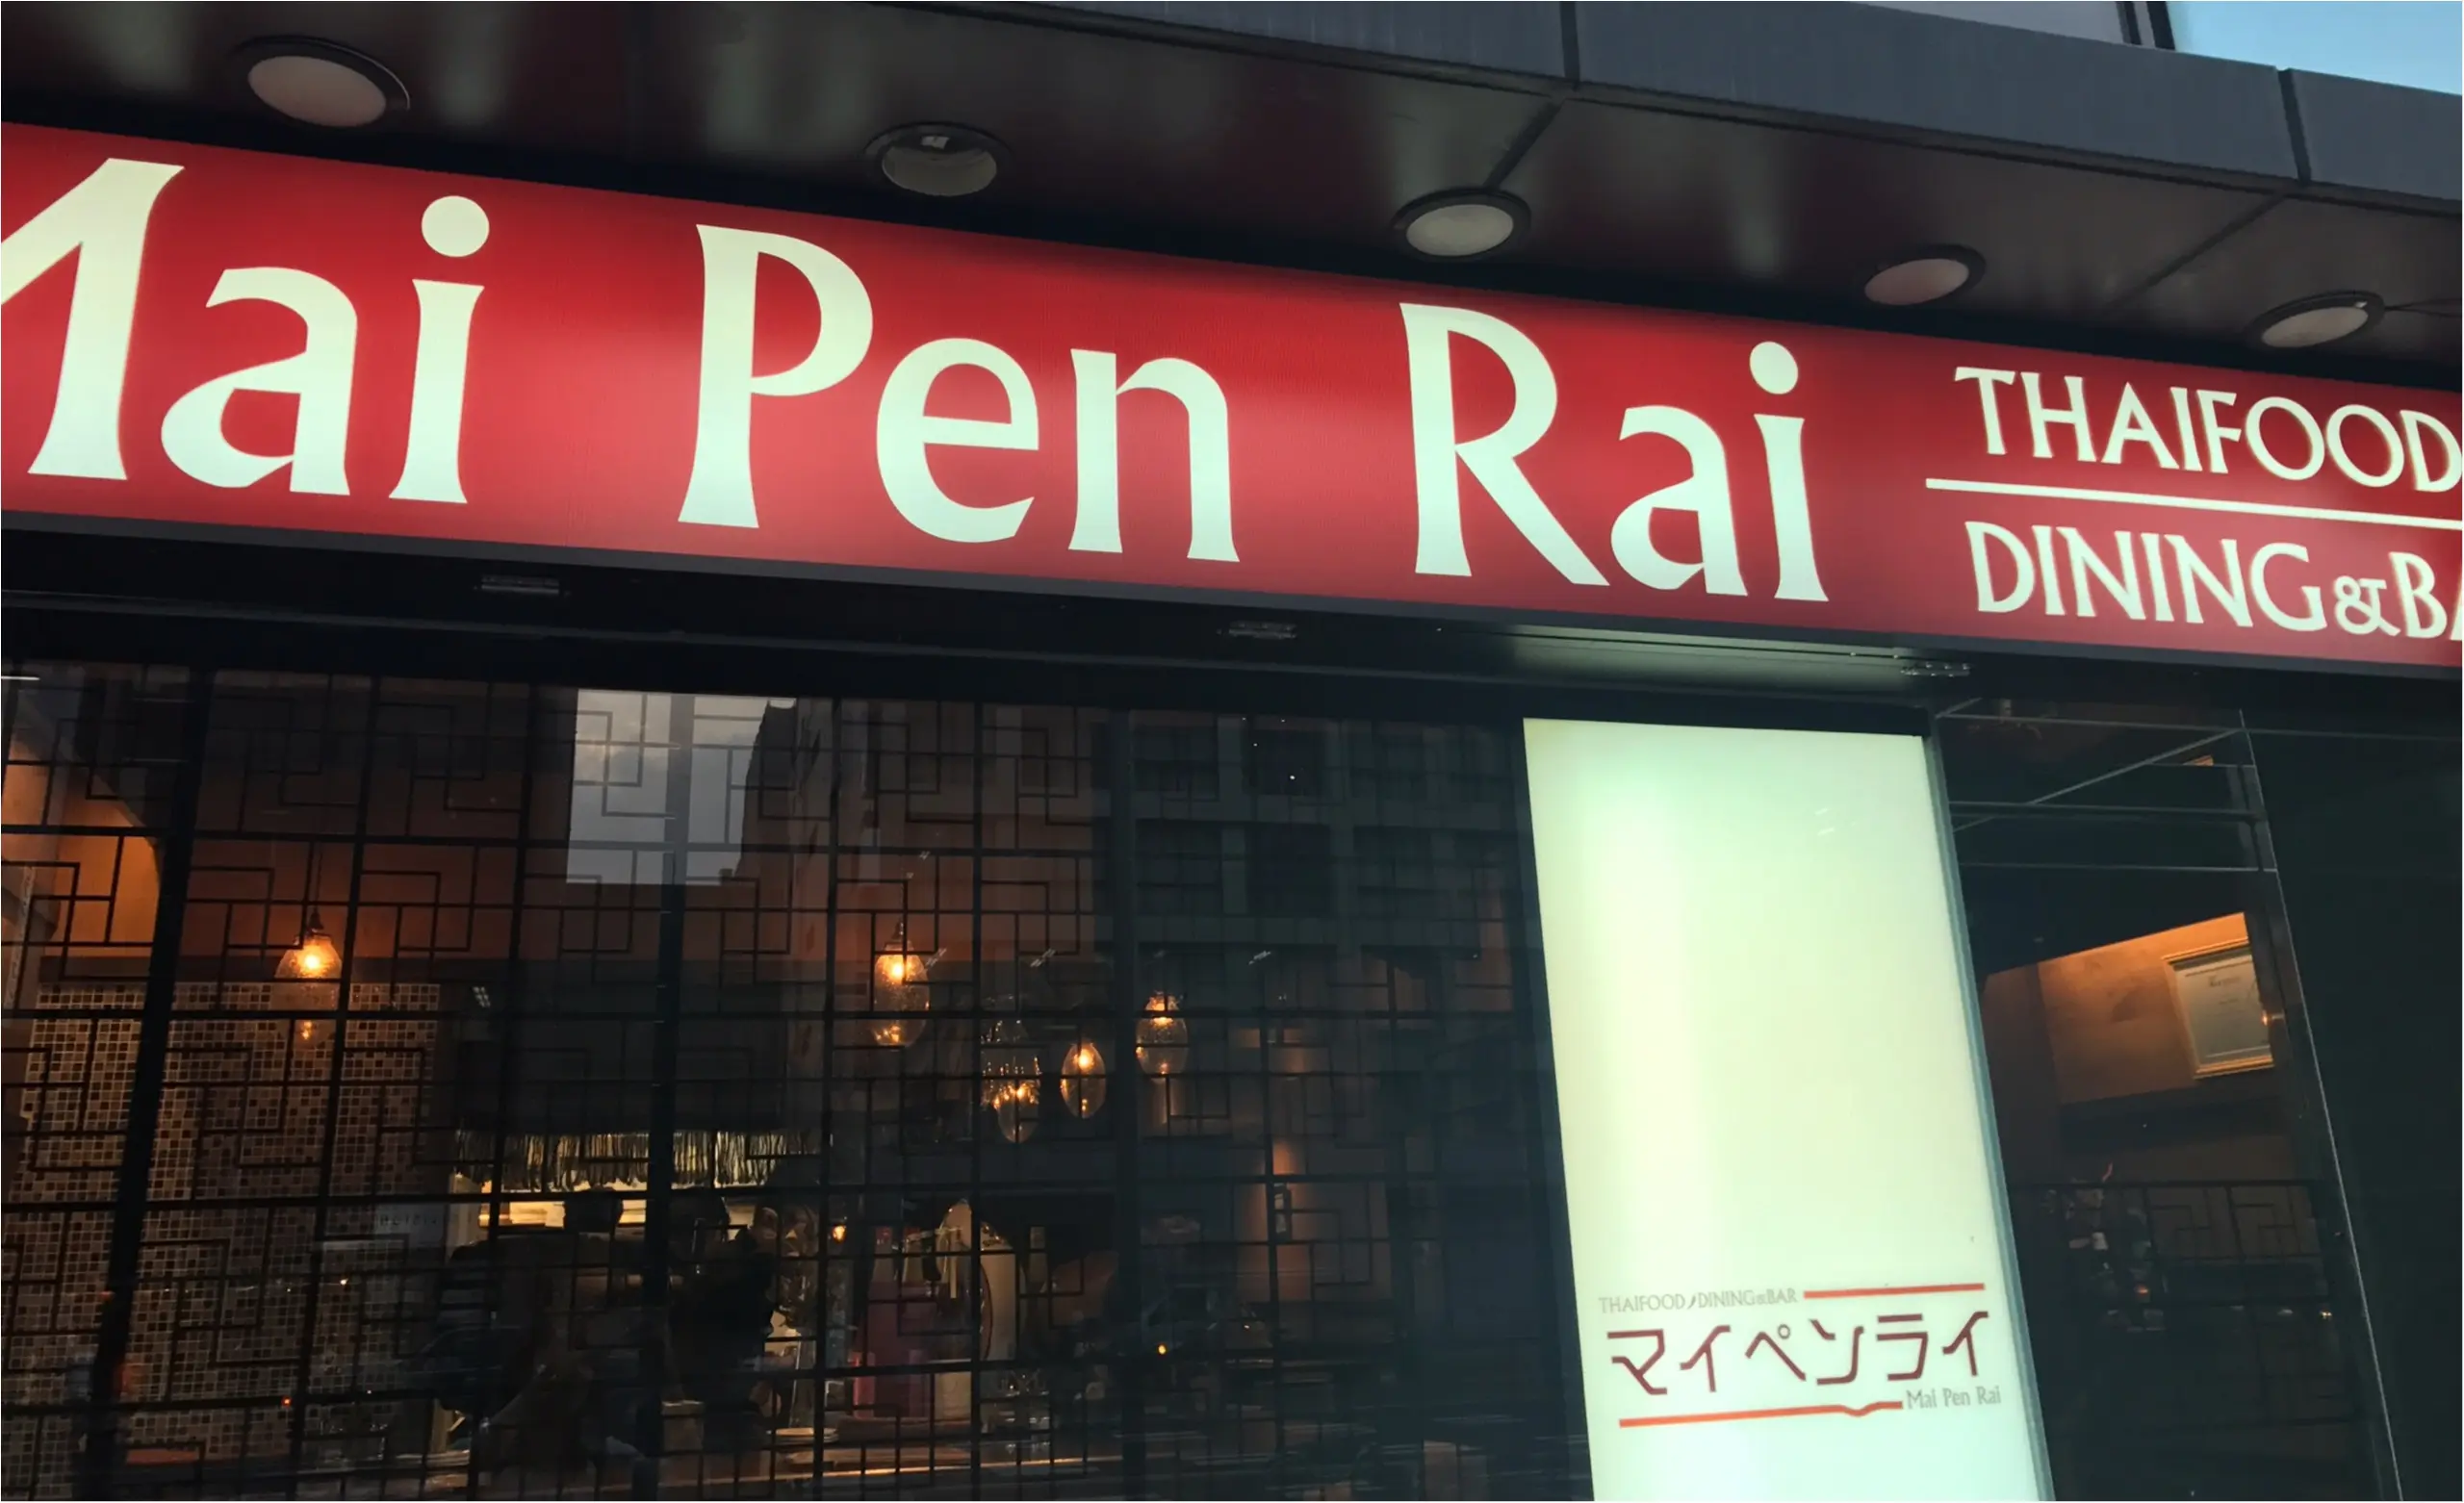 Mai Pen Rai
THAIFOOD
DINING&BA
THAIFOOD/DINING&BAR
マイペンライ
Mai Pen Rai